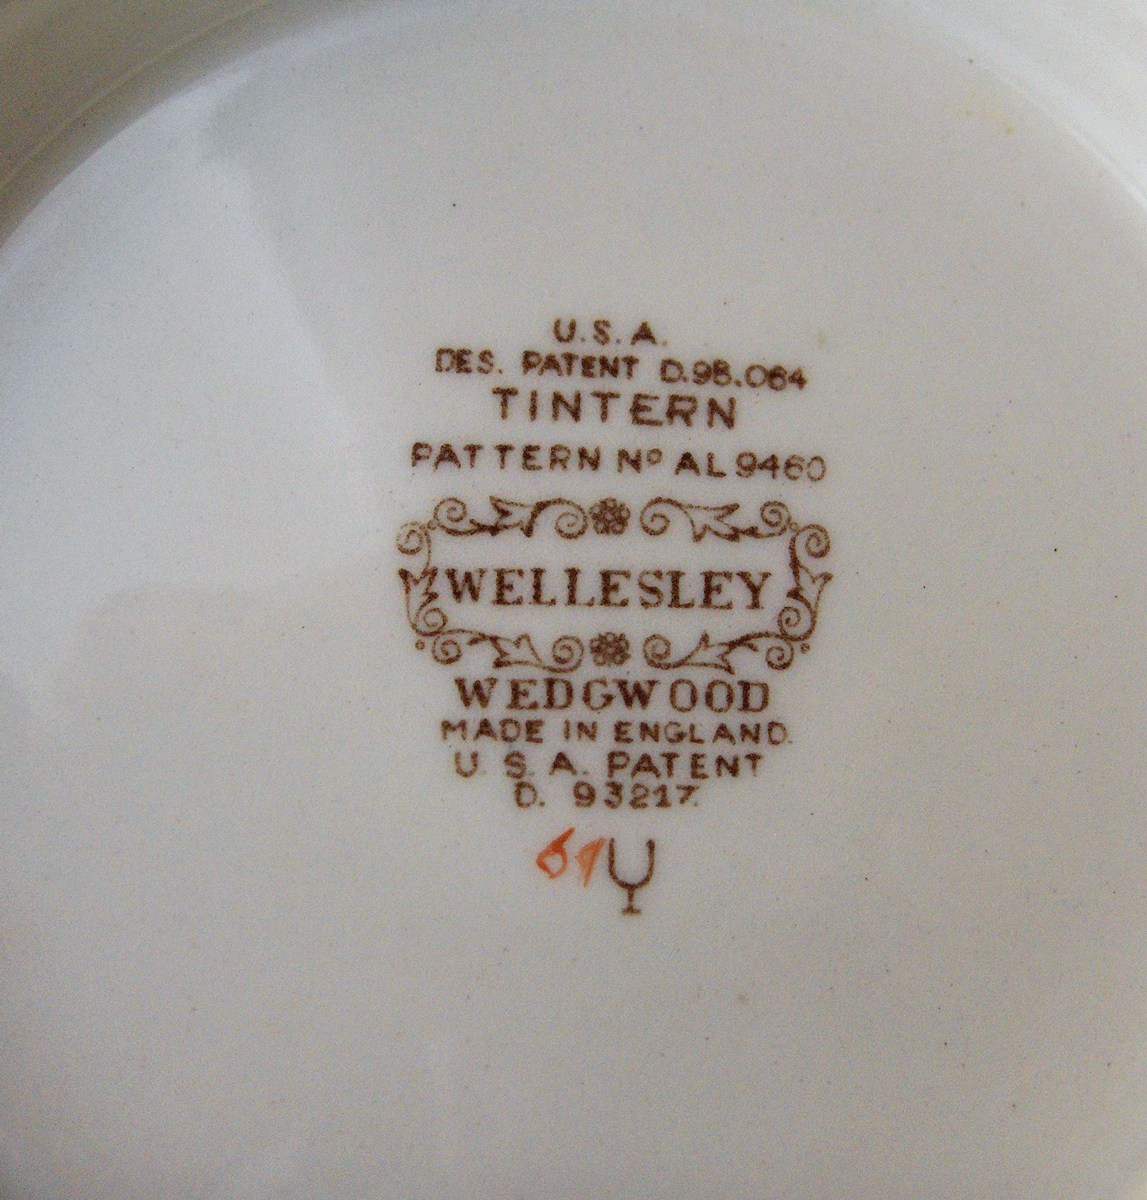 U.S.A.
DES. PATENT D.98.064
TINTERN
PATTERN Nº AL 9460
WELLESLEY
WEDGWOOD
MADE IN ENGLAND.
U.S.A. PATENT
D. 93217.